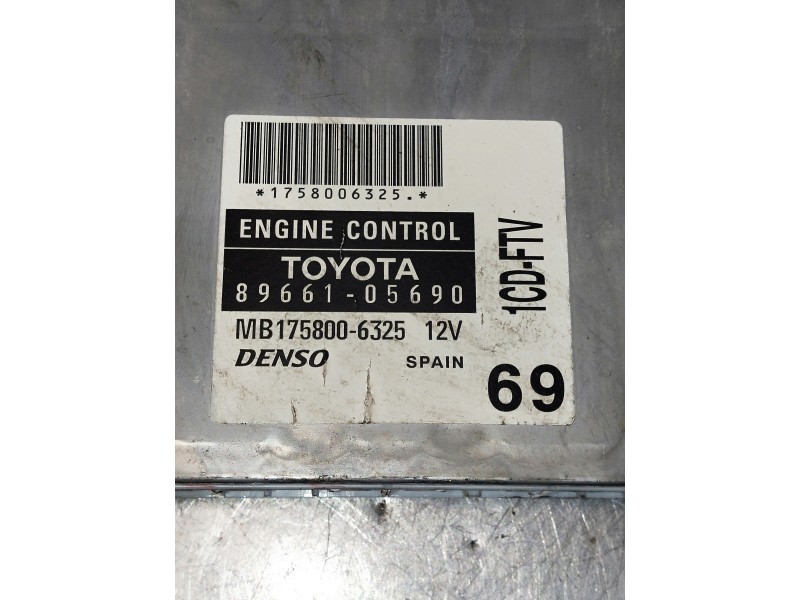 *1758006325.*
ENGINE CONTROL
TOYOTA
89661-05690
MB175800-6325 12V
DENSO SPAIN
1CD-FTV
69